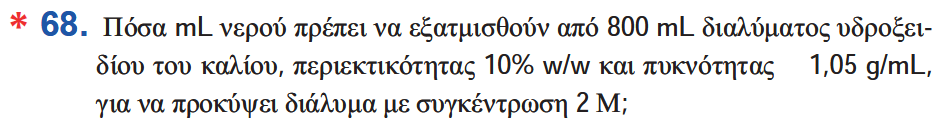 * 68. Πόσα mL νερού πρέπει να εξατμισθούν από 800 mL διαλύματος υδροξει-
δίου του καλίου, περιεκτικότητας 10% w/w και πυκνότητας 1,05 g/mL,
για να προκύψει διάλυμα με συγκέντρωση 2 Μ;